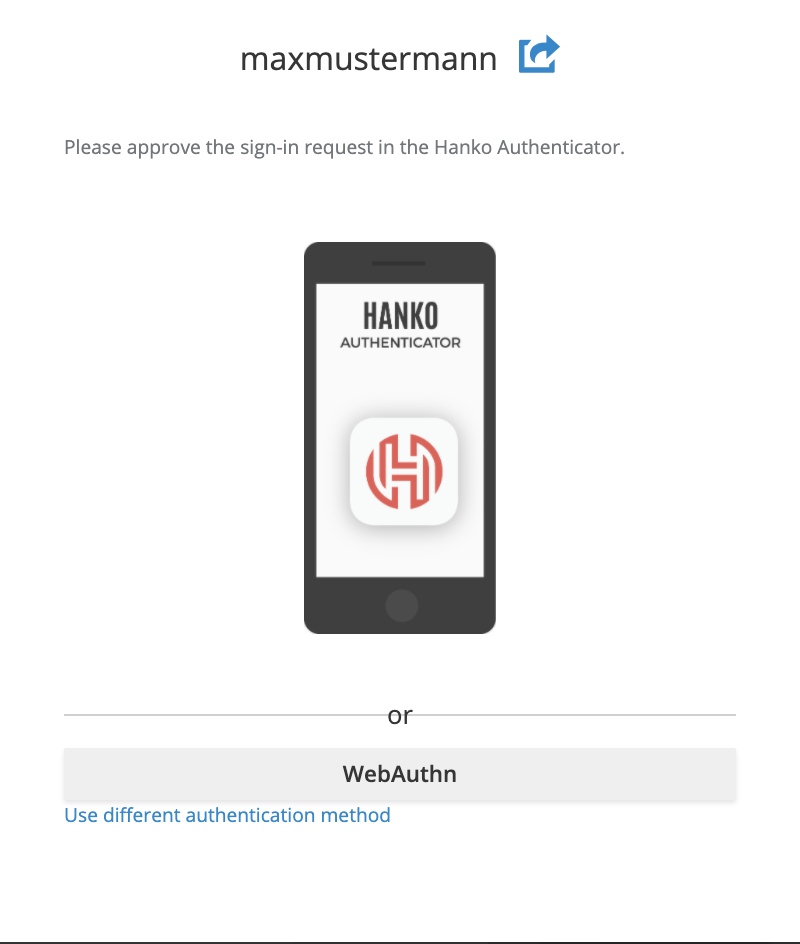 maxmustermann
Please approve the sign-in request in the Hanko Authenticator.
HANKO
AUTHENTICATOR
or
WebAuthn
Use different authentication method